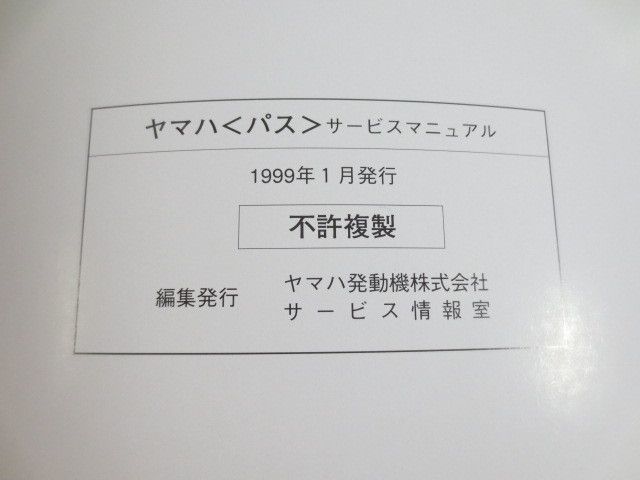 ヤマハ＜パス＞サービスマニュアル
1999年1月発行
不許複製
編集発行 ヤマハ発動機株式会社
サービス情報室